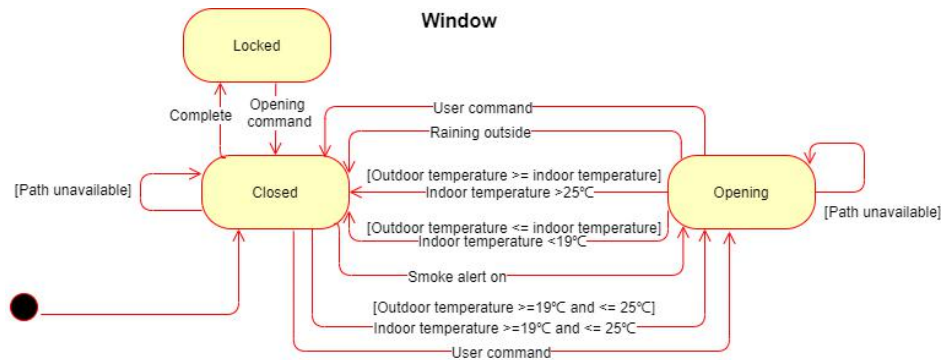 Window
Locked
Complete
Opening
command
User command
Raining outside
[Path unavailable]
Closed
[Outdoor temperature >= indoor temperature]
Indoor temperature >25℃
Opening
[Path unavailable]
[Outdoor temperature <= indoor temperature]
Indoor temperature <19℃
Smoke alert on
[Outdoor temperature >=19℃ and <= 25℃]
Indoor temperature >=19℃ and <= 25℃
User command